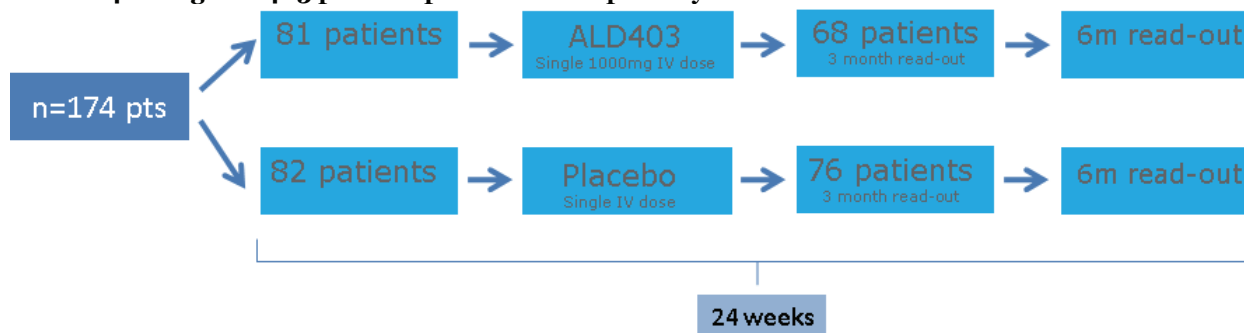 81 patients
ALD403
Single 1000mg IV dose
68 patients
3 month read-out
6m read-out
n=174 pts
82 patients
Placebo
Single IV dose
76 patients
3 month read-out
6m read-out
24 weeks